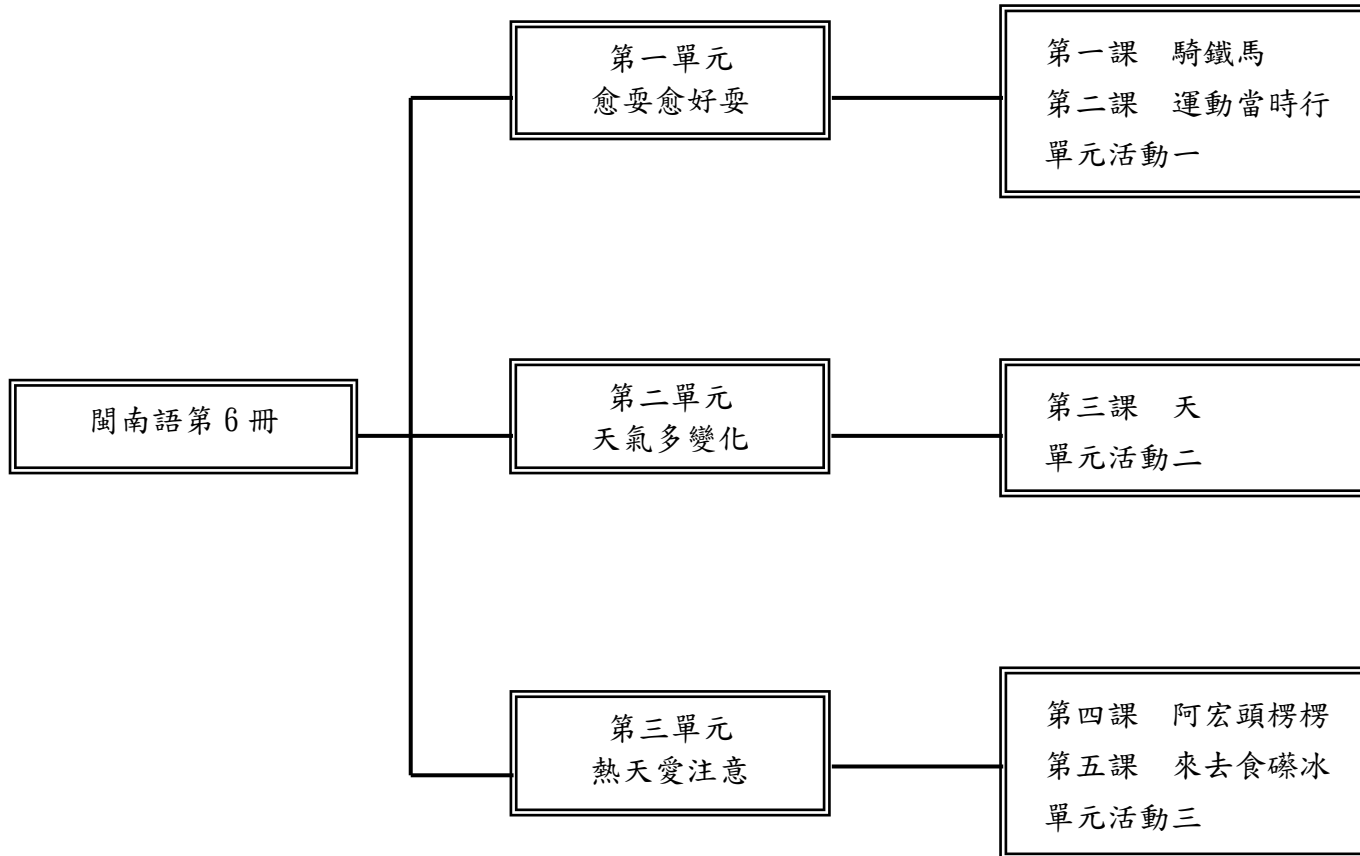 閩南語第 6 冊
第一單元
愈耍愈好耍
第一課　騎鐵馬
第二課　運動當時行
單元活動一
第二單元
天氣多變化
第三課　天
單元活動二
第三單元
熱天愛注意
第四課　阿宏頭楞楞
第五課　來去食礤冰
單元活動三